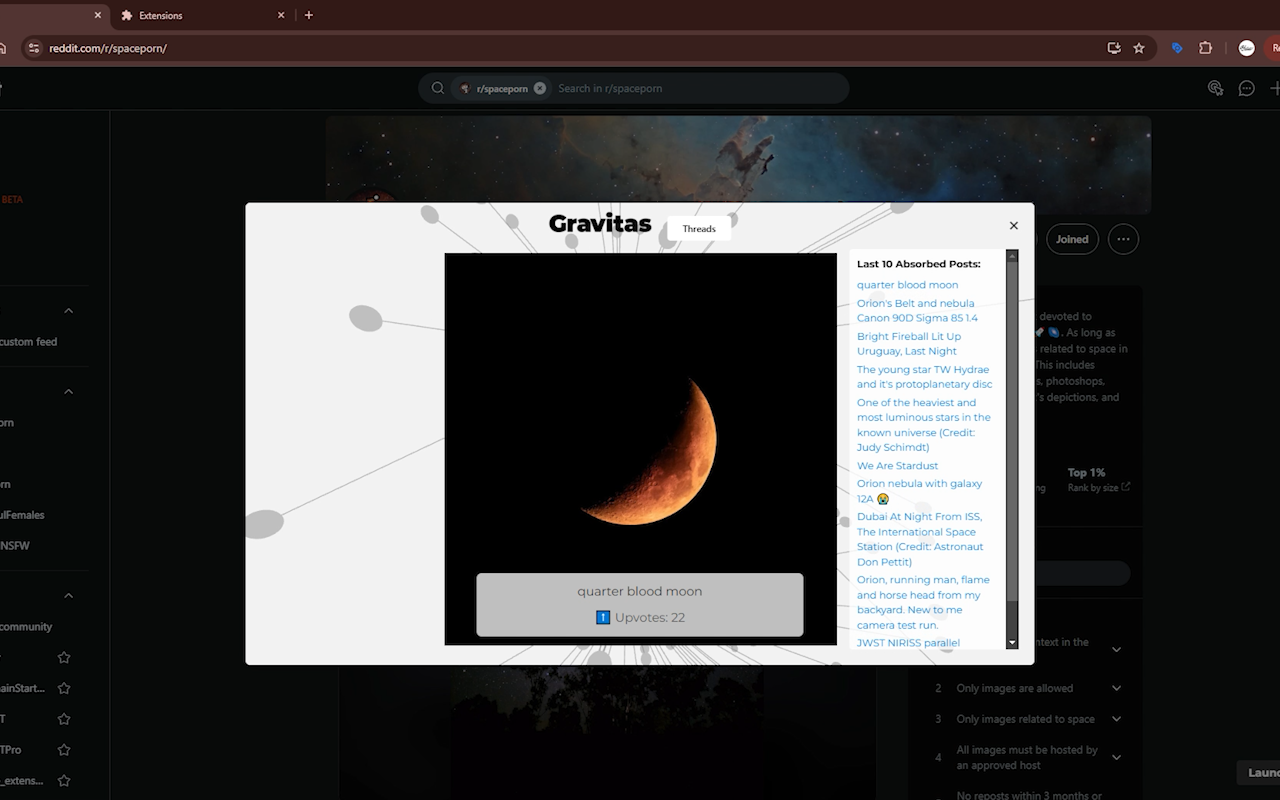 Extensions
reddit.com/r/spaceporn/
r/spaceporn
Search in r/spaceporn
BETA
Gravitas
Threads
Joined
Last 10 Absorbed Posts:
quarter blood moon
Orion's Belt and nebula
Canon 90D Sigma 85 1.4
Bright Fireball Lit Up
Uruguay, Last Night
The young star TW Hydrae
and it's protoplanetary disc
One of the heaviest and
most luminous stars in the
known universe (Credit:
Judy Schimdt)
We Are Stardust
Orion nebula with galaxy
12A 😭
Dubai At Night From ISS,
The International Space
Station (Credit: Astronaut
Don Pettit)
Orion, running man, flame
and horse head from my
backyard. New to me
camera test run.
JWST NIRISS parallel
quarter blood moon
Upvotes: 22
devoted to
. As long as
related to space in
This includes
s, photoshops,
's depictions, and
Top 1%
Rank by size
ntext in the
2 Only images are allowed
3 Only images related to space
4 All images must be hosted by
an approved host
No reposts within 3 months or
custom feed
orn
rn
ulFemales
NSFW
community
ainStart...
T
TPro
_extens...
Launc